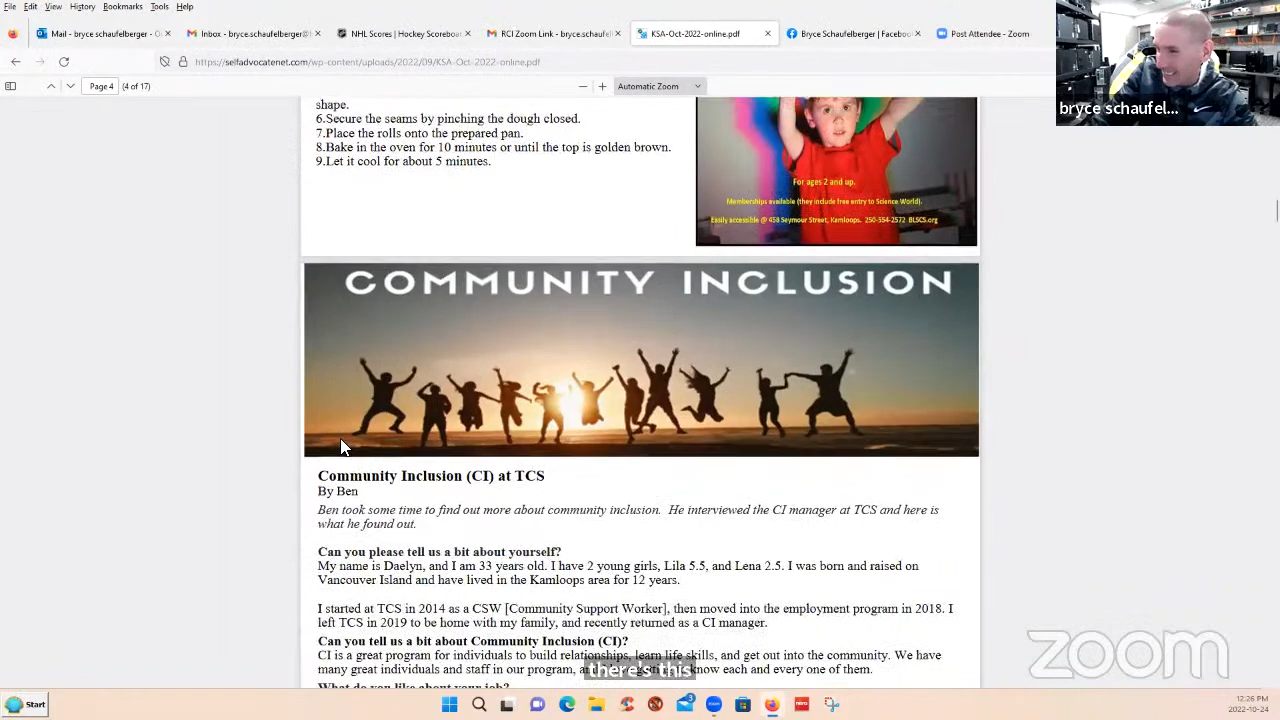 File Edit View History Bookmarks Tools Help
Mail - bryce.schaufelberger - O
Inbox - bryce.schaufelberger@
NHL Scores | Hockey Scoreboar
RCI Zoom Link - bryce.schaufel
KSA-Oct-2022-online.pdf
Bryce Schaufelberger | Facebook
Post Attendee - Zoom
https://selfadvocatenet.com/wp-content/uploads/2022/09/KSA-Oct-2022-online.pdf
Page 4 (4 of 17)
Automatic Zoom
bryce schaufel...
shape.
6.Secure the seams by pinching the dough closed.
7.Place the rolls onto the prepared pan.
8.Bake in the oven for 10 minutes or until the top is golden brown.
9.Let it cool for about 5 minutes.
For ages 2 and up.
Memberships available (they include free entry to Science World).
Easily accessible @ 458 Seymour Street, Kamloops. 250-554-2572 BLSCS.org
COMMUNITY INCLUSION
Community Inclusion (CI) at TCS
By Ben
Ben took some time to find out more about community inclusion. He interviewed the CI manager at TCS and here is
what he found out.
Can you please tell us a bit about yourself?
My name is Daelyn, and I am 33 years old. I have 2 young girls, Lila 5.5, and Lena 2.5. I was born and raised on
Vancouver Island and have lived in the Kamloops area for 12 years.
I started at TCS in 2014 as a CSW [Community Support Worker], then moved into the employment program in 2018. I
left TCS in 2019 to be home with my family, and recently returned as a CI manager.
Can you tell us a bit about Community Inclusion (CI)?
CI is a great program for individuals to build relationships, learn life skills, and get out into the community. We have
many great individuals and staff in our program, know each and every one of them.
there's this
What do you like about your job?
zoom
Start
3
12:26 PM
2022-10-24